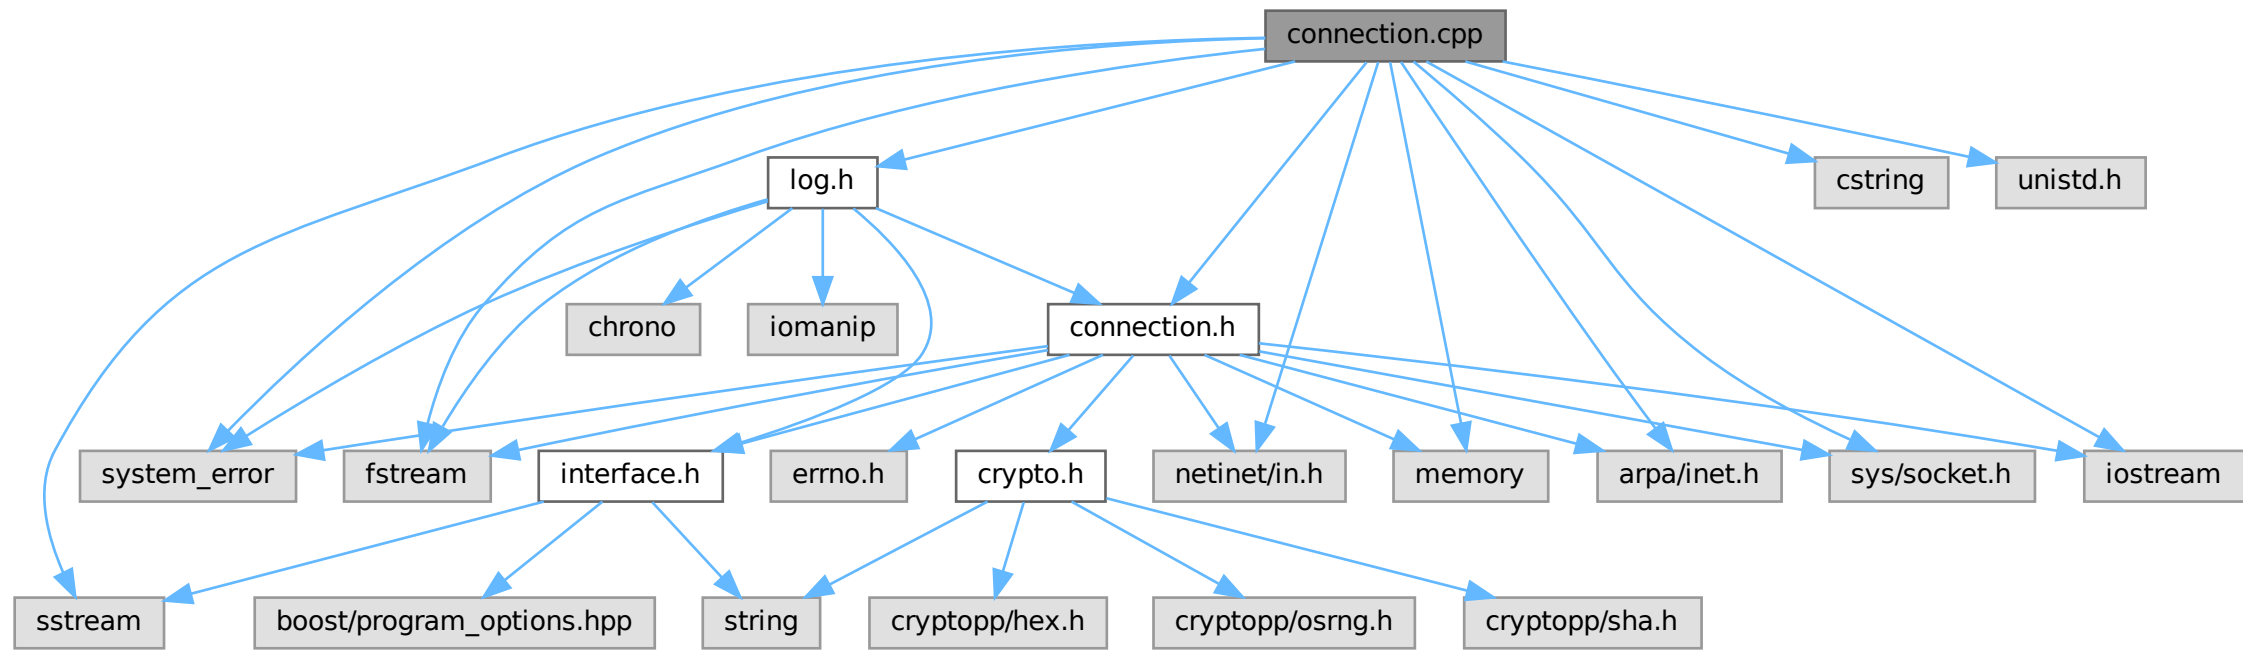 connection.cpp
log.h
cstring
unistd.h
chrono
iomanip
connection.h
system_error
fstream
interface.h
errno.h
crypto.h
netinet/in.h
memory
arpa/inet.h
sys/socket.h
iostream
sstream
boost/program_options.hpp
string
cryptopp/hex.h
cryptopp/osrng.h
cryptopp/sha.h